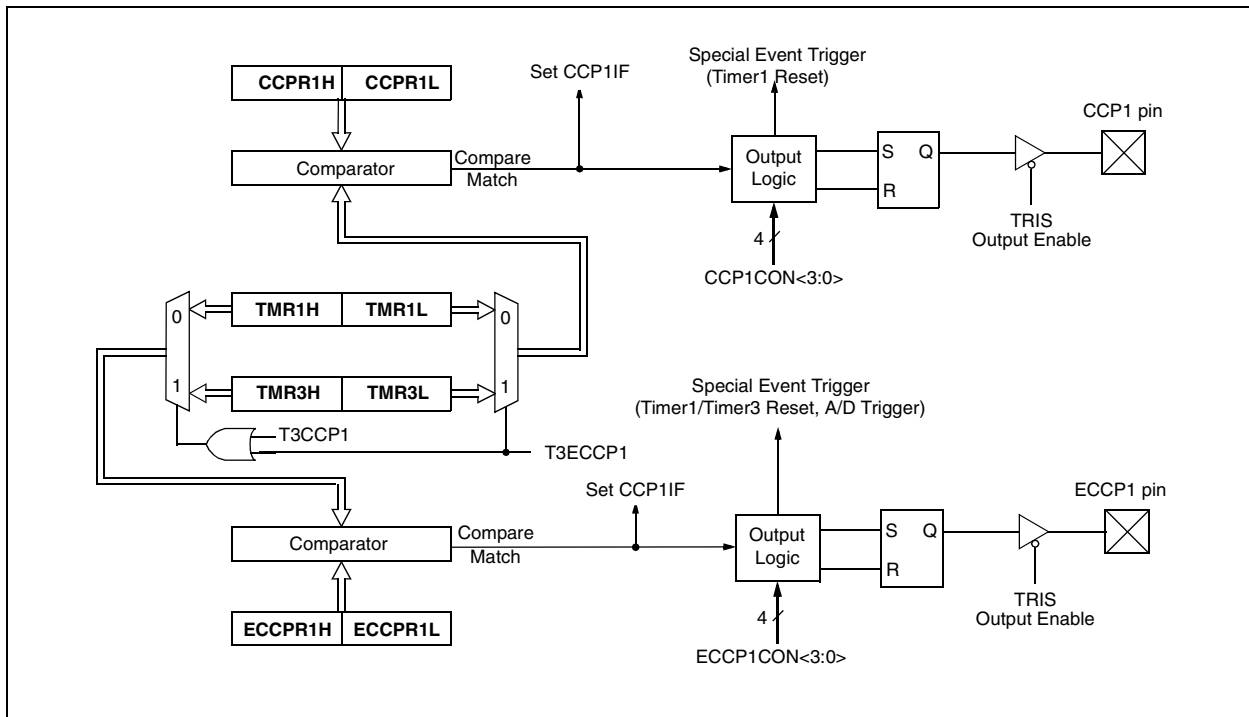 CCPR1H CCPR1L
Set CCP1IF
Special Event Trigger
(Timer1 Reset)
CCP1 pin
Comparator
Compare
Match
Output
Logic
S Q
R
TRIS
Output Enable
4
CCP1CON<3:0>
0
TMR1H TMR1L
0
1
TMR3H TMR3L
1
T3CCP1
T3ECCP1
Special Event Trigger
(Timer1/Timer3 Reset, A/D Trigger)
Set CCP1IF
ECCP1 pin
Comparator
Compare
Match
Output
Logic
S Q
R
TRIS
Output Enable
ECCPR1H ECCPR1L
4
ECCP1CON<3:0>